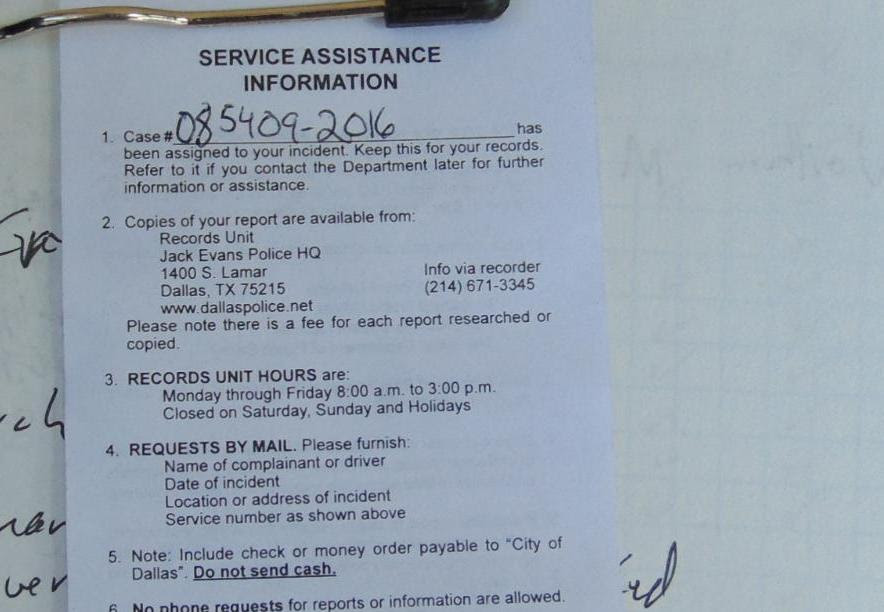 SERVICE ASSISTANCE
INFORMATION
1. Case # 085409-2016 has
been assigned to your incident. Keep this for your records.
Refer to it if you contact the Department later for further
information or assistance.
2. Copies of your report are available from:
Records Unit
Jack Evans Police HQ
1400 S. Lamar Info via recorder
Dallas, TX 75215 (214) 671-3345
www.dallaspolice.net
Please note there is a fee for each report researched or
copied.
3. RECORDS UNIT HOURS are:
Monday through Friday 8:00 a.m. to 3:00 p.m.
Closed on Saturday, Sunday and Holidays
4. REQUESTS BY MAIL. Please furnish:
Name of complainant or driver
Date of incident
Location or address of incident
Service number as shown above
5. Note: Include check or money order payable to "City of
Dallas". Do not send cash.
6. No phone requests for reports or information are allowed.